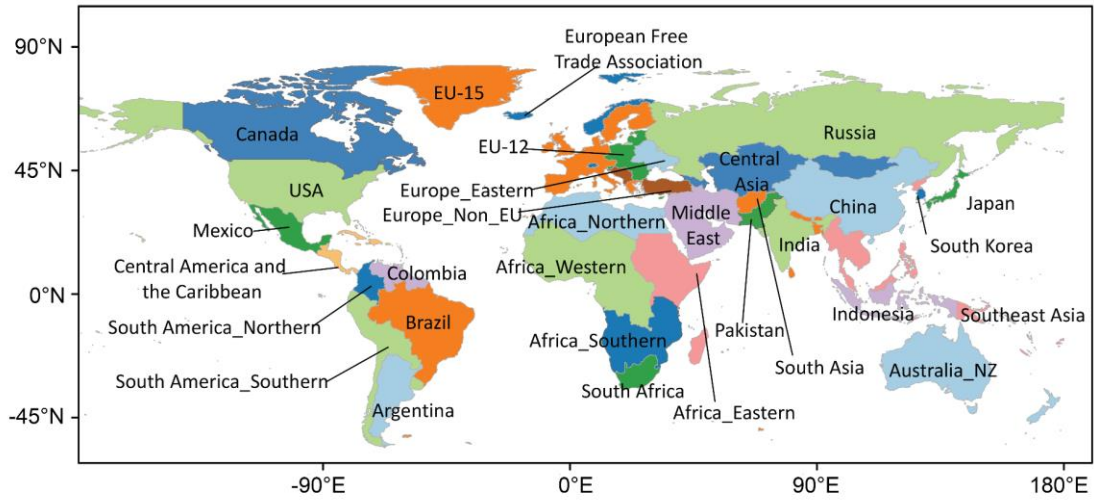 90°N
45°N
0°N
-45°N
European Free
Trade Association
EU-15
Canada
Russia
EU-12
Central
Asia
USA
Europe_Eastern
Europe_Non_EU
China
Japan
Mexico
Africa_Northern
Middle
East
South Korea
India
Central America and
the Caribbean
Colombia
Africa_Western
South America_Northern
Brazil
Indonesia
Southeast Asia
Pakistan
Africa_Southern
South Asia
Australia_NZ
South America_Southern
South Africa
Africa_Eastern
Argentina
-90°E
0°E
90°E
180°E